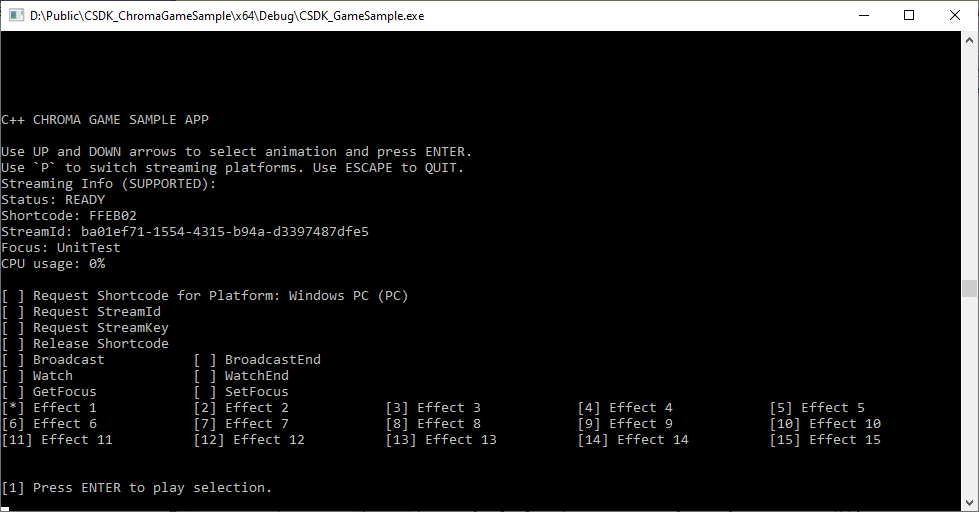 D:\Public\CSDK_ChromaGameSample\x64\Debug\CSDK_GameSample.exe
C++ CHROMA GAME SAMPLE APP
Use UP and DOWN arrows to select animation and press ENTER.
Use `P` to switch streaming platforms. Use ESCAPE to QUIT.
Streaming Info (SUPPORTED):
Status: READY
Shortcode: FFEB02
StreamId: ba01ef71-1554-4315-b94a-d3397487dfe5
Focus: UnitTest
CPU usage: 0%
[ ] Request Shortcode for Platform: Windows PC (PC)
[ ] Request StreamId
[ ] Request StreamKey
[ ] Release Shortcode
[ ] Broadcast [ ] BroadcastEnd
[ ] Watch [ ] WatchEnd
[ ] GetFocus [ ] SetFocus
[*] Effect 1 [2] Effect 2 [3] Effect 3 [4] Effect 4 [5] Effect 5
[6] Effect 6 [7] Effect 7 [8] Effect 8 [9] Effect 9 [10] Effect 10
[11] Effect 11 [12] Effect 12 [13] Effect 13 [14] Effect 14 [15] Effect 15
[1] Press ENTER to play selection.